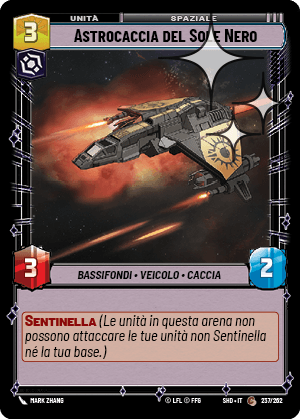 UNITÀ
SPAZIALE
3
ASTROCACCIA DEL SOLE NERO
3
BASSIFONDI • VEICOLO • CACCIA
2
SENTINELLA (Le unità in questa arena non
possono attaccare le tue unità non Sentinella
né la tua base.)
MARK ZHANG
© LFL © FFG
SHD • IT
237/262